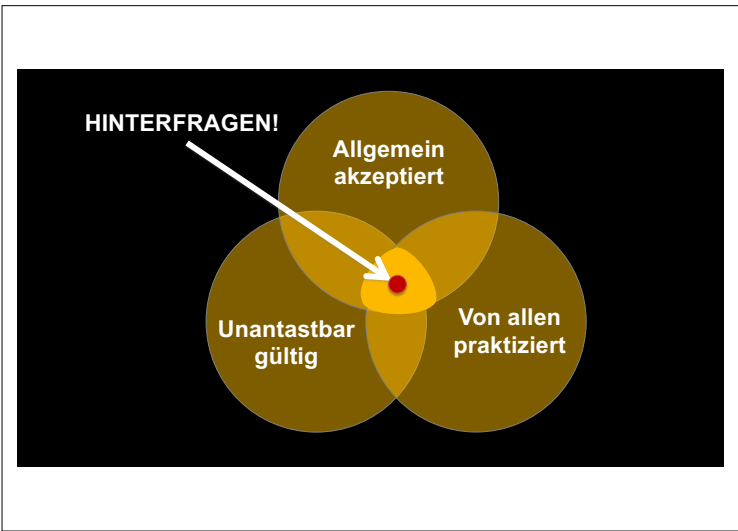 HINTERFRAGEN!
Allgemein
akzeptiert
Unantastbar
gültig
Von allen
praktiziert